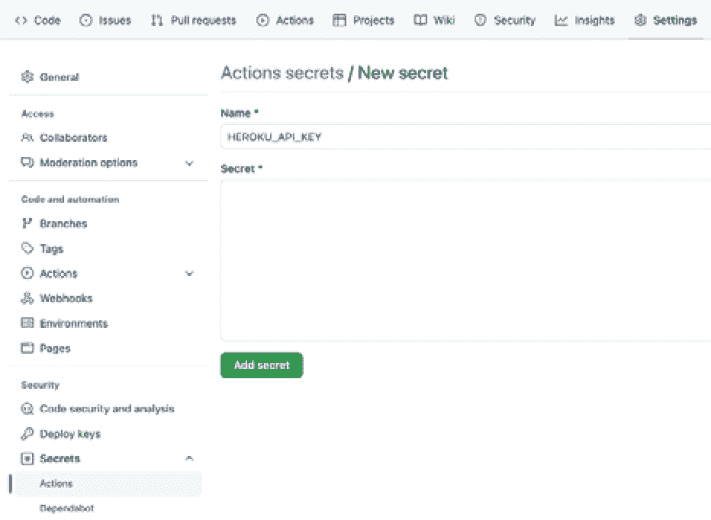 Code Issues Pull requests Actions Projects Wiki Security Insights Settings
General
Access
Collaborators
Moderation options
Code and automation
Branches
Tags
Actions
Webhooks
Environments
Pages
Security
Code security and analysis
Deploy keys
Secrets
Actions
Dependabot
Actions secrets / New secret
Name *
HEROKU_API_KEY
Secret *
Add secret